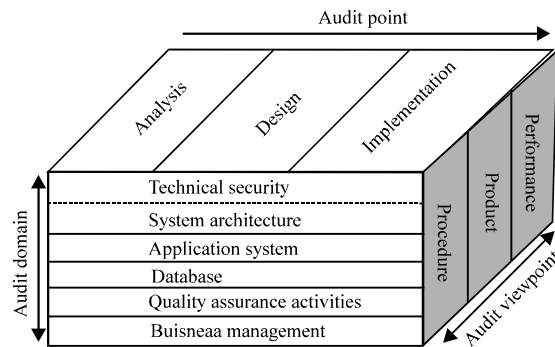 Audit point
Analysis
Design
Implementation
Technical security
System architecture
Application system
Database
Quality assurance activities
Buisneaa management
Audit domain
Procedure
Product
Performance
Audit viewpoint